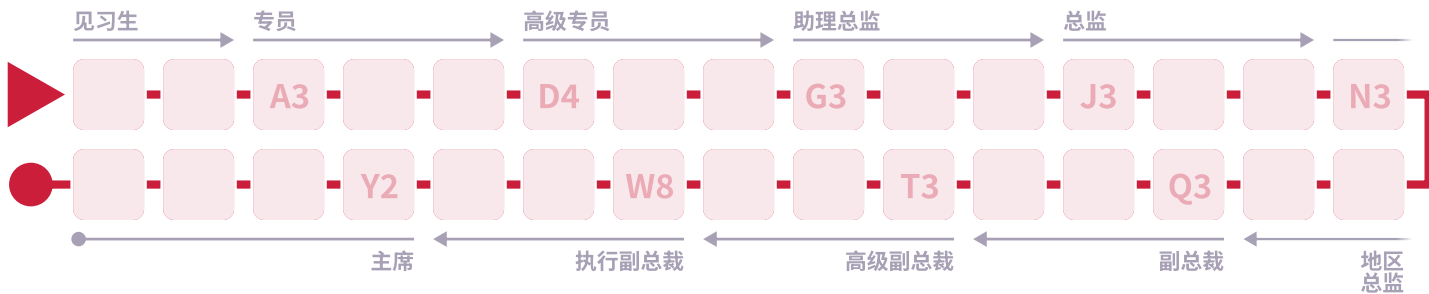 见习生
专员
高级专员
助理总监
总监
A3
D4
G3
J3
N3
Y2
W8
T3
Q3
主席
执行副总裁
高级副总裁
副总裁
地区
总监